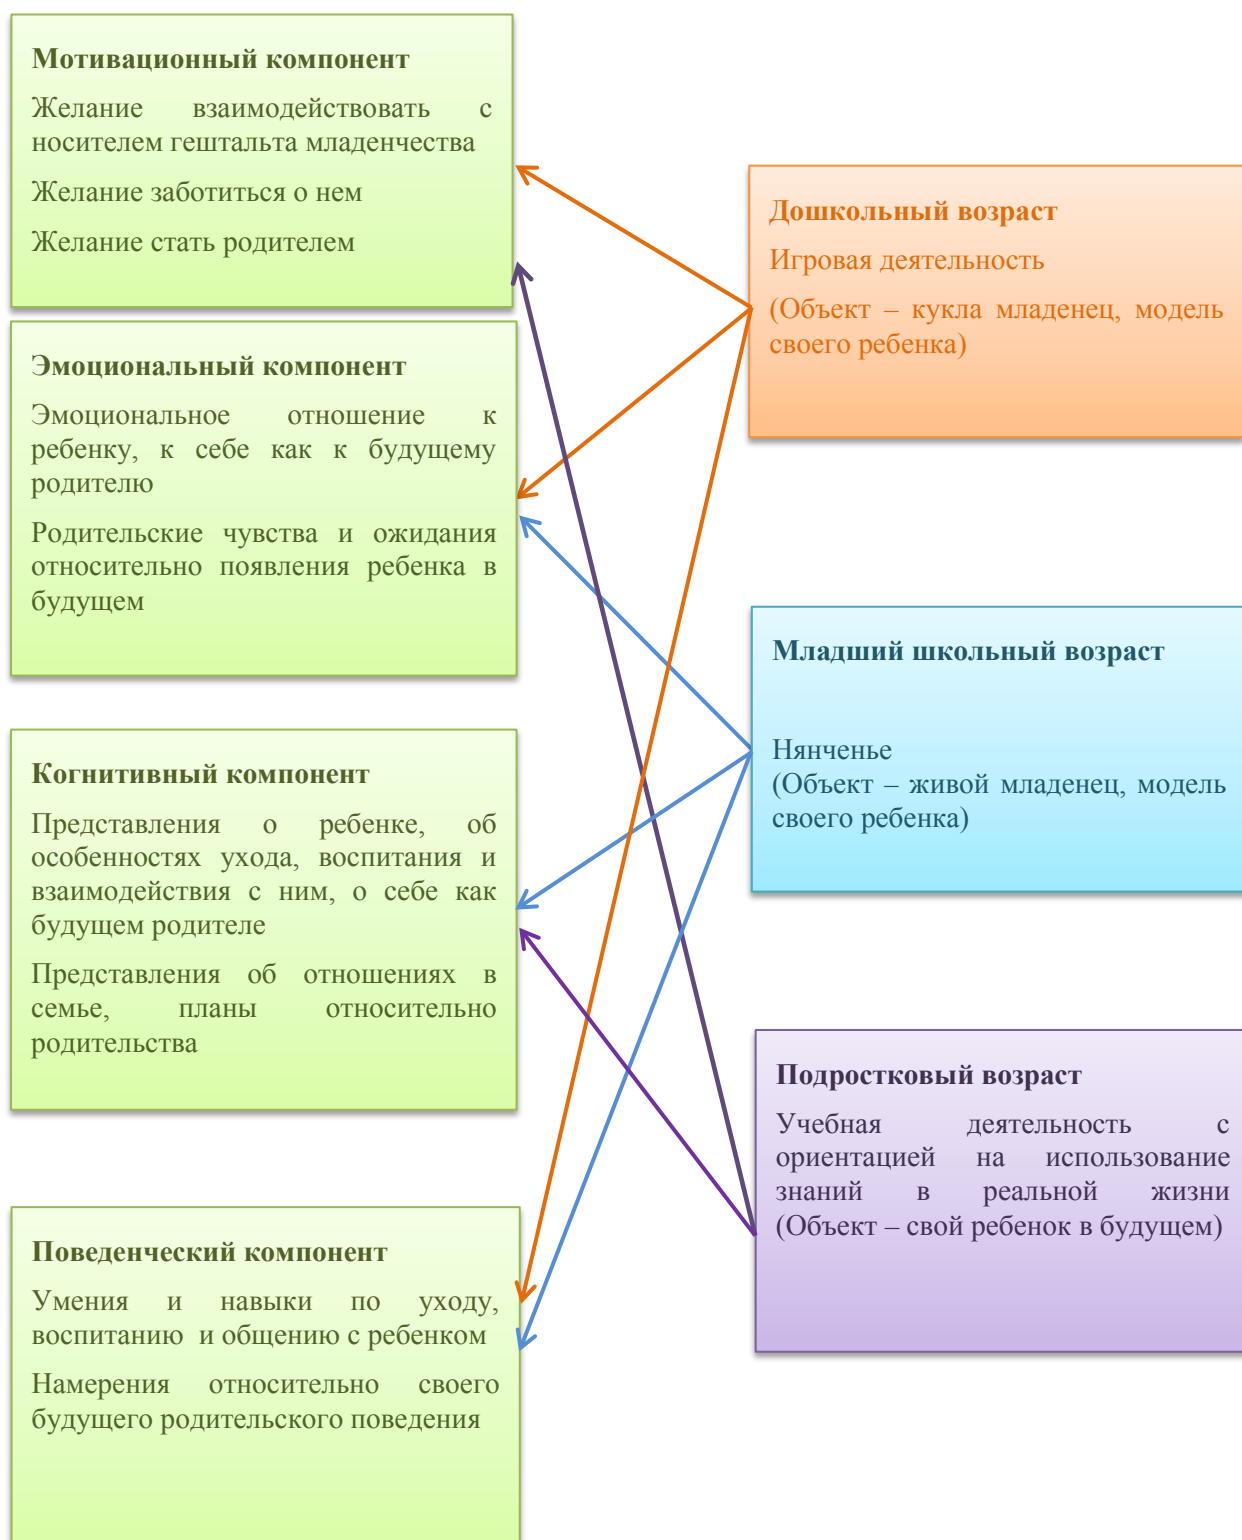 Мотивационный компонент
Желание взаимодействовать с
носителем гештальта младенчества
Желание заботиться о нем
Желание стать родителем
Эмоциональный компонент
Эмоциональное отношение к
ребенку, к себе как к будущему
родителю
Родительские чувства и ожидания
относительно появления ребенка в
будущем
Когнитивный компонент
Представления о ребенке, об
особенностях ухода, воспитания и
взаимодействия с ним, о себе как
будущем родителе
Представления об отношениях в
семье, планы относительно
родительства
Поведенческий компонент
Умения и навыки по уходу,
воспитанию и общению с ребенком
Намерения относительно своего
будущего родительского поведения
Дошкольный возраст
Игровая деятельность
(Объект – кукла младенец, модель
своего ребенка)
Младший школьный возраст
Нянченье
(Объект – живой младенец, модель
своего ребенка)
Подростковый возраст
Учебная деятельность с
ориентацией на использование
знаний в реальной жизни
(Объект – свой ребенок в будущем)